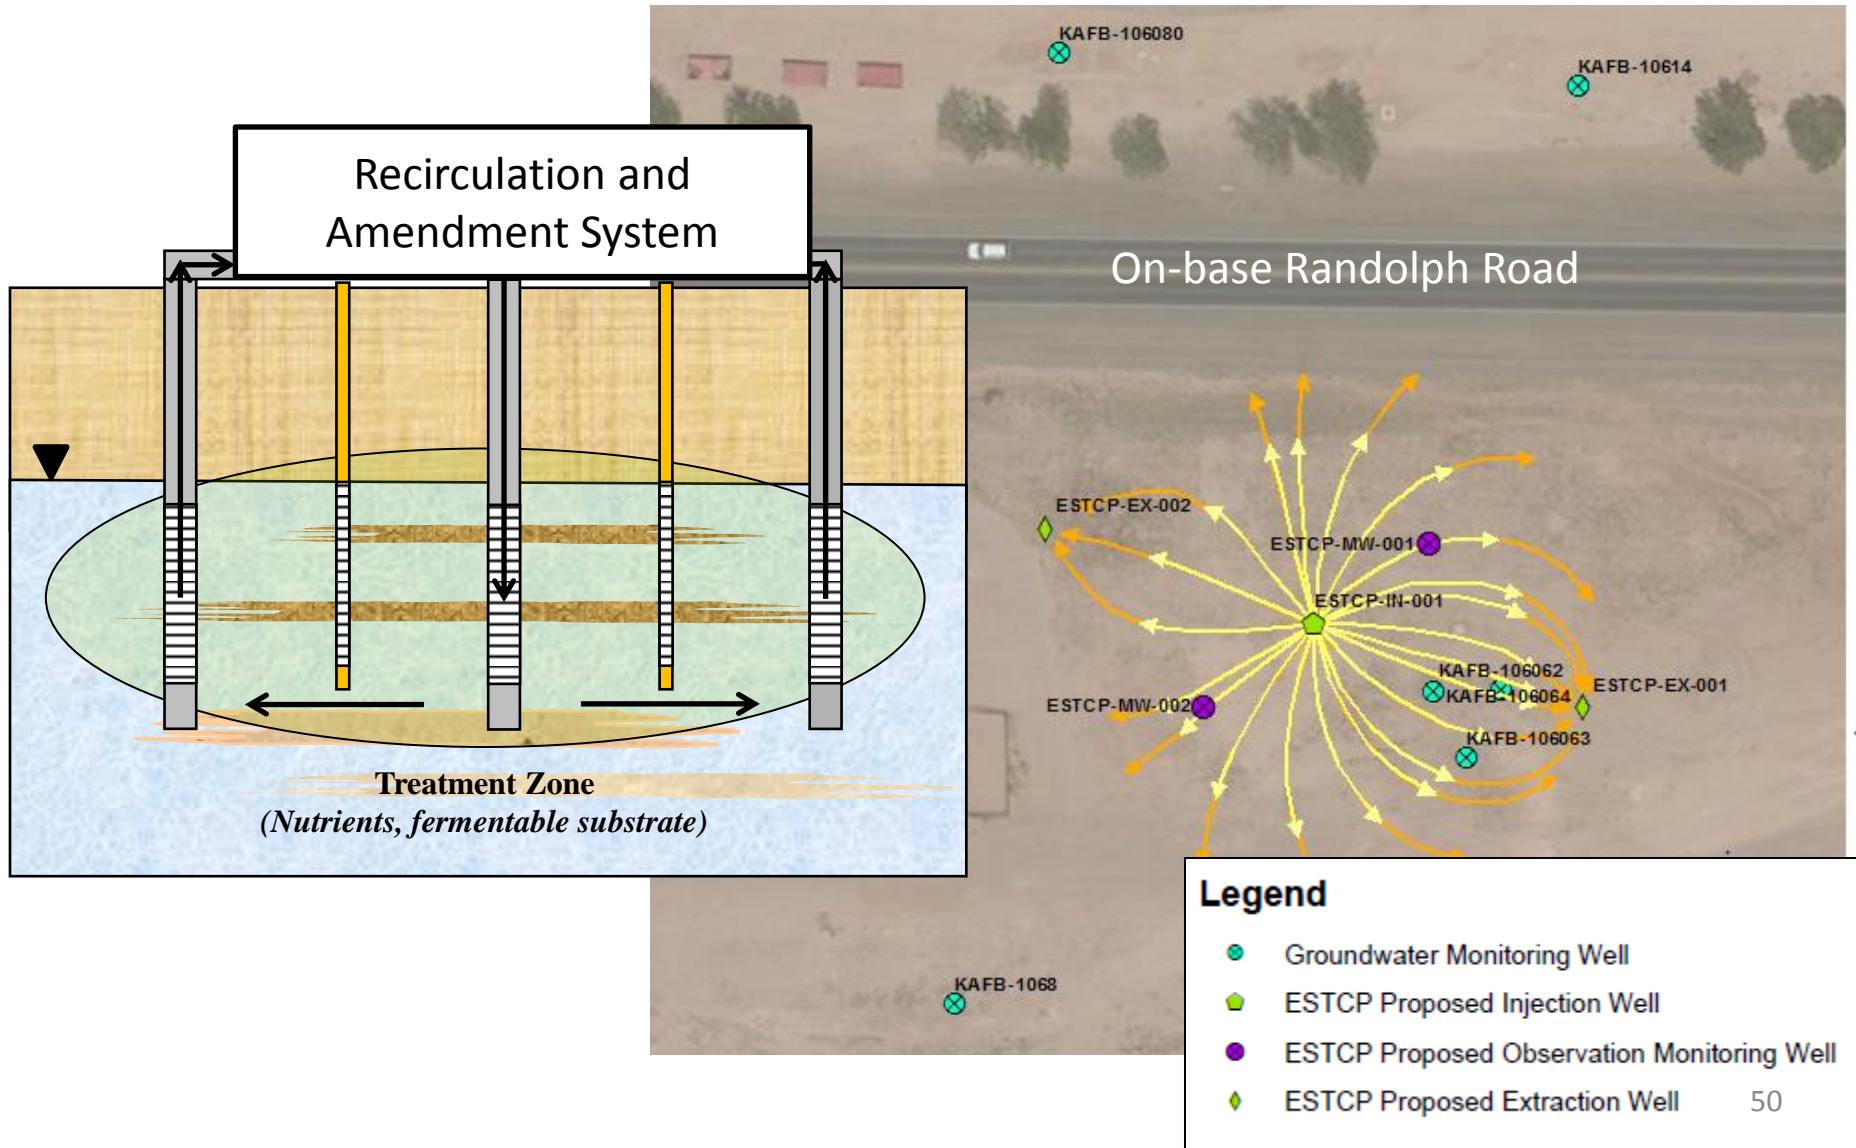 KAFB-106080
KAFB-10614
Recirculation and
Amendment System
On-base Randolph Road
ESTCP-EX-002
ESTCP-MW-001
ESTCP-IN-001
KAFB-106062
ESTCP-EX-001
KAFB-106064
ESTCP-MW-002
KAFB-106063
Treatment Zone
(Nutrients, fermentable substrate)
KAFB-1068
Legend
Groundwater Monitoring Well
ESTCP Proposed Injection Well
ESTCP Proposed Observation Monitoring Well
ESTCP Proposed Extraction Well
50